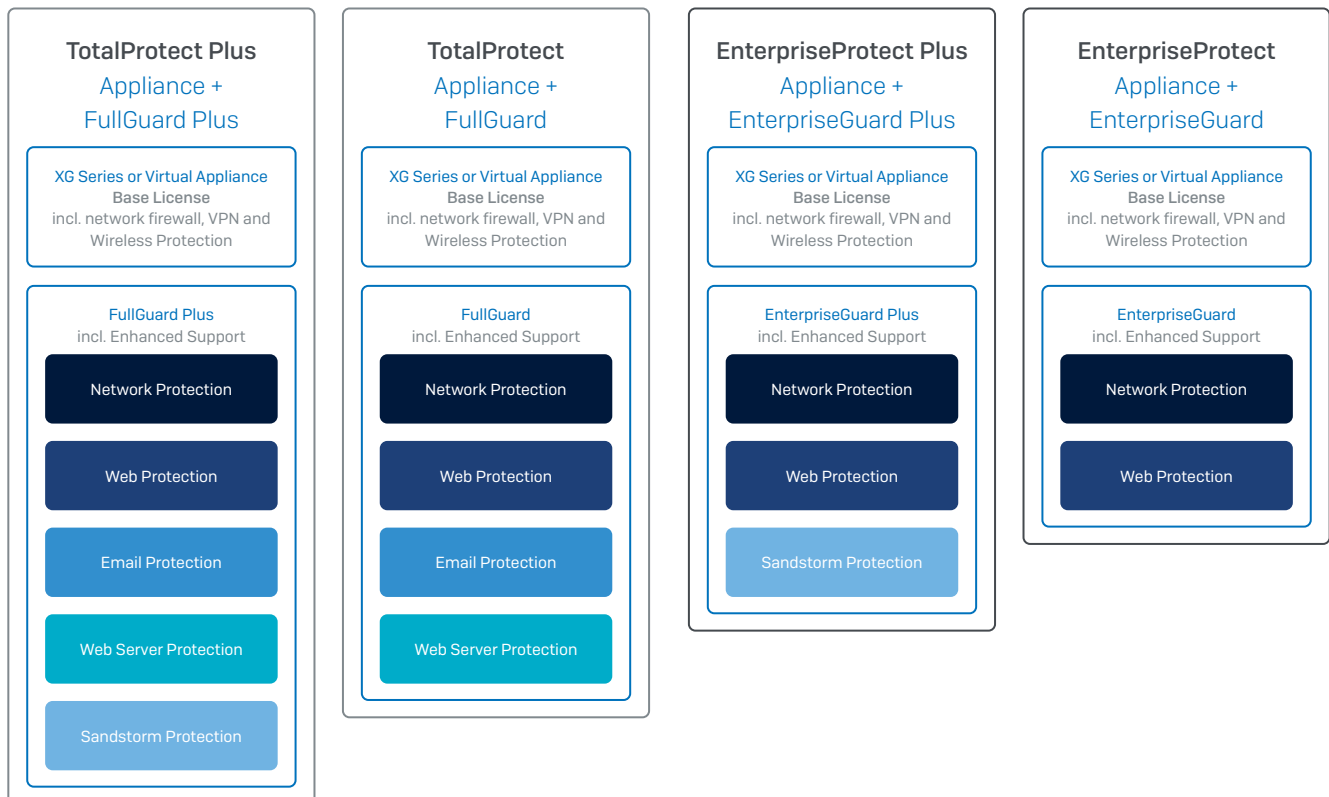 TotalProtect Plus
Appliance +
FullGuard Plus
XG Series or Virtual Appliance
Base License
incl. network firewall, VPN and
Wireless Protection
FullGuard Plus
incl. Enhanced Support
Network Protection
Web Protection
Email Protection
Web Server Protection
Sandstorm Protection
TotalProtect
Appliance +
FullGuard
XG Series or Virtual Appliance
Base License
incl. network firewall, VPN and
Wireless Protection
FullGuard
incl. Enhanced Support
Network Protection
Web Protection
Email Protection
Web Server Protection
EnterpriseProtect Plus
Appliance +
EnterpriseGuard Plus
XG Series or Virtual Appliance
Base License
incl. network firewall, VPN and
Wireless Protection
EnterpriseGuard Plus
incl. Enhanced Support
Network Protection
Web Protection
Sandstorm Protection
EnterpriseProtect
Appliance +
EnterpriseGuard
XG Series or Virtual Appliance
Base License
incl. network firewall, VPN and
Wireless Protection
EnterpriseGuard
incl. Enhanced Support
Network Protection
Web Protection